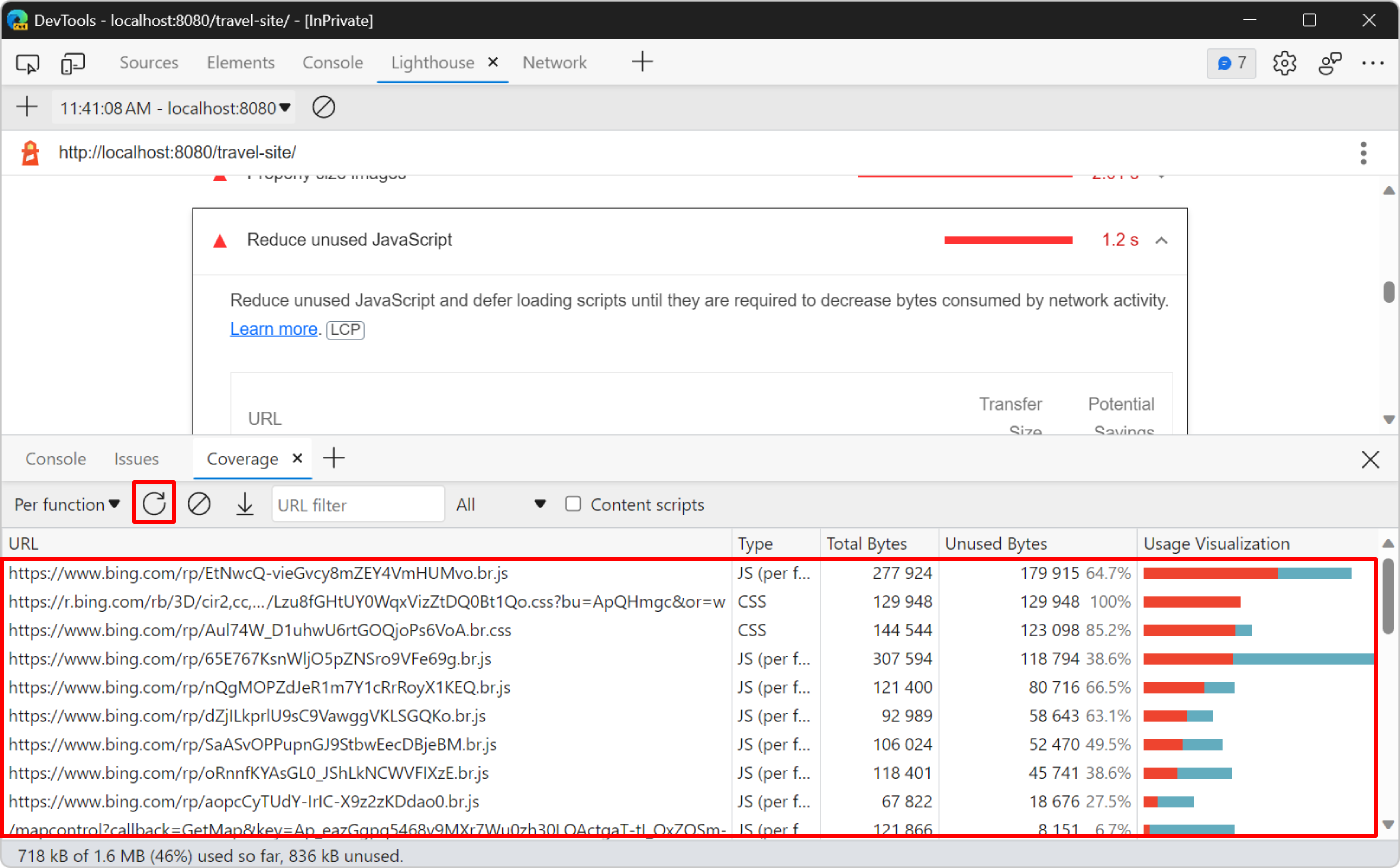 DevTools - localhost:8080/travel-site/ - [InPrivate]
Sources Elements Console Lighthouse Network 7
11:41:08 AM - localhost:8080
http://localhost:8080/travel-site/
Properly size images
Reduce unused JavaScript 1.2 s
Reduce unused JavaScript and defer loading scripts until they are required to decrease bytes consumed by network activity.
Learn more. LCP
URL Transfer Size Potential Savings
Console Issues Coverage
Per function URL filter All Content scripts
URL Type Total Bytes Unused Bytes Usage Visualization
https://www.bing.com/rp/EtNwcQ-vieGvcy8mZEY4VmHUMvo.br.js JS (per f... 277 924 179 915 64.7%
https://r.bing.com/rb/3D/cir2,cc,.../Lzu8fGHtUY0WqxVizZtDQ0Bt1Qo.css?bu=ApQHmgc&or=w CSS 129 948 129 948 100%
https://www.bing.com/rp/Aul74W_D1uhwU6rtGOQjoPs6VoA.br.css CSS 144 544 123 098 85.2%
https://www.bing.com/rp/65E767KsnWljO5pZNSro9VFe69g.br.js JS (per f... 307 594 118 794 38.6%
https://www.bing.com/rp/nQgMOPZdJeR1m7Y1cRrRoyX1KEQ.br.js JS (per f... 121 400 80 716 66.5%
https://www.bing.com/rp/dZjILkprlU9sC9VawggVKLSGQKo.br.js JS (per f... 92 989 58 643 63.1%
https://www.bing.com/rp/SaASvOPPupnGJ9StbwEecDBjeBM.br.js JS (per f... 106 024 52 470 49.5%
https://www.bing.com/rp/oRnnfKYAsGL0_JShLkNCWVFIXzE.br.js JS (per f... 118 401 45 741 38.6%
https://www.bing.com/rp/aopcCyTUdY-IrIC-X9z2zKDdao0.br.js JS (per f... 67 822 18 676 27.5%
JS (per f 121 866 8 151 6.7%
718 kB of 1.6 MB (46%) used so far, 836 kB unused.